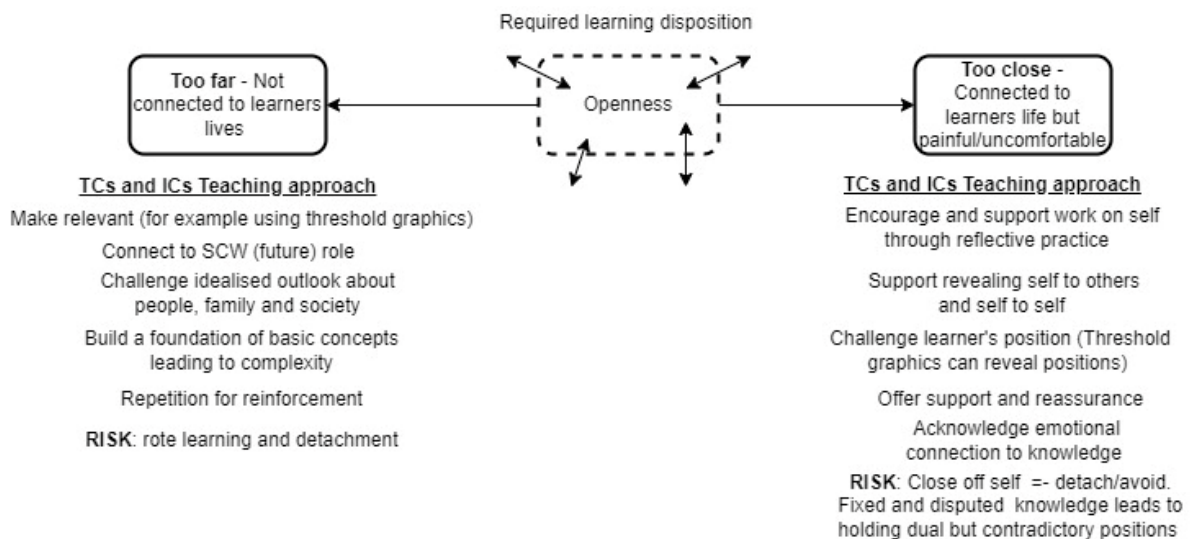 Required learning disposition
Too far - Not
connected to learners
lives
Openness
Too close -
Connected to
learners life but
painful/uncomfortable
TCs and ICs Teaching approach
Make relevant (for example using threshold graphics)
Connect to SCW (future) role
Challenge idealised outlook about
people, family and society
Build a foundation of basic concepts
leading to complexity
Repetition for reinforcement
RISK: rote learning and detachment
TCs and ICs Teaching approach
Encourage and support work on self
through reflective practice
Support revealing self to others
and self to self
Challenge learner's position (Threshold
graphics can reveal positions)
Offer support and reassurance
Acknowledge emotional
connection to knowledge
RISK: Close off self =- detach/avoid.
Fixed and disputed knowledge leads to
holding dual but contradictory positions